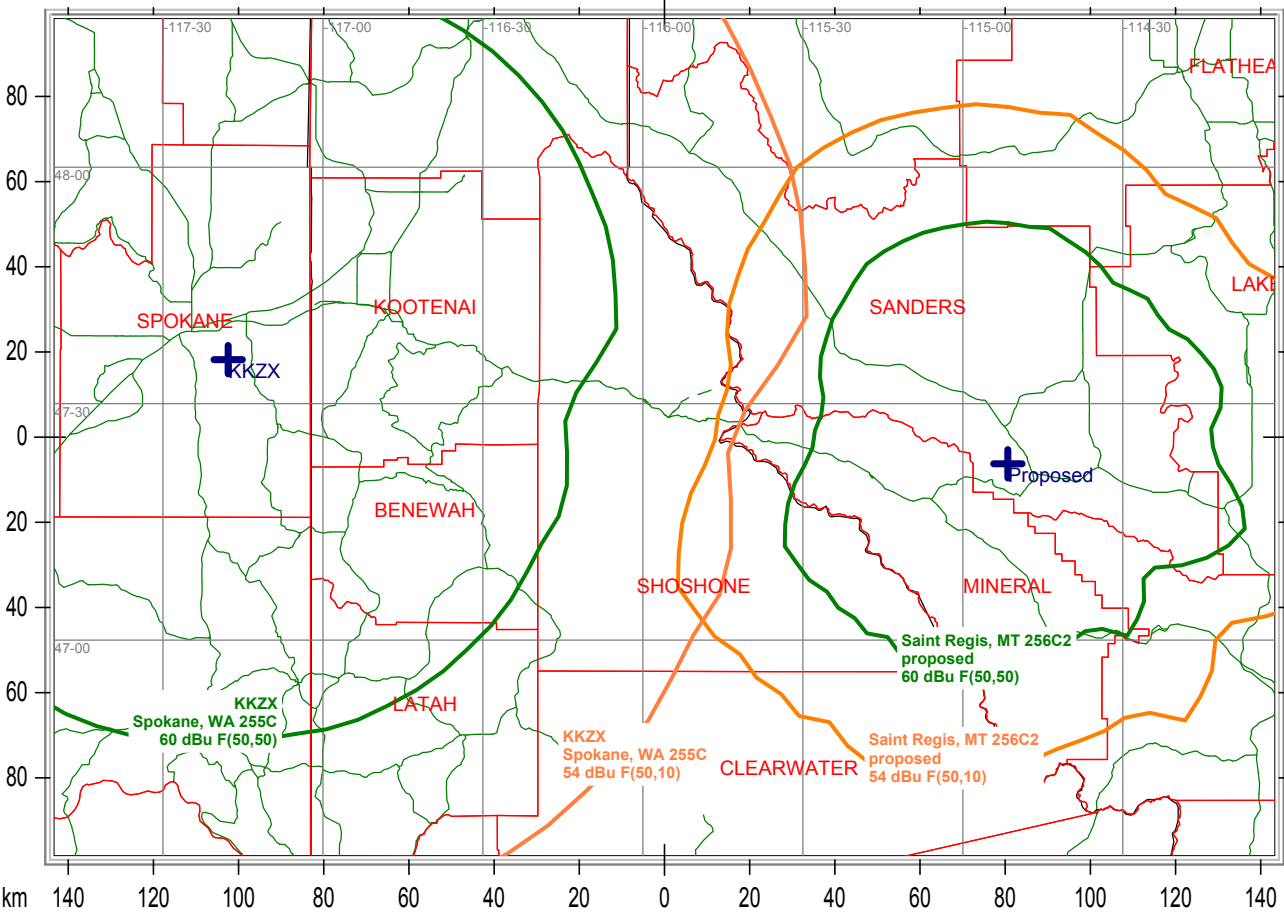 -117-30
-117-00
-116-30
-116-00
-115-30
-115-00
-114-30
FLATHEA
80
48-00
60
40
LAKE
KOOTENAI
SANDERS
SPOKANE
20
KKZX
47-30
0
Proposed
BENEWAH
20
SHOSHONE
MINERAL
40
47-00
Saint Regis, MT 256C2
proposed
60 dBu F(50,50)
60
LATAH
KKZX
Spokane, WA 255C
60 dBu F(50,50)
KKZX
Spokane, WA 255C
54 dBu F(50,10)
Saint Regis, MT 256C2
proposed
54 dBu F(50,10)
CLEARWATER
80
km 140 120 100 80 60 40 20 0 20 40 60 80 100 120 140